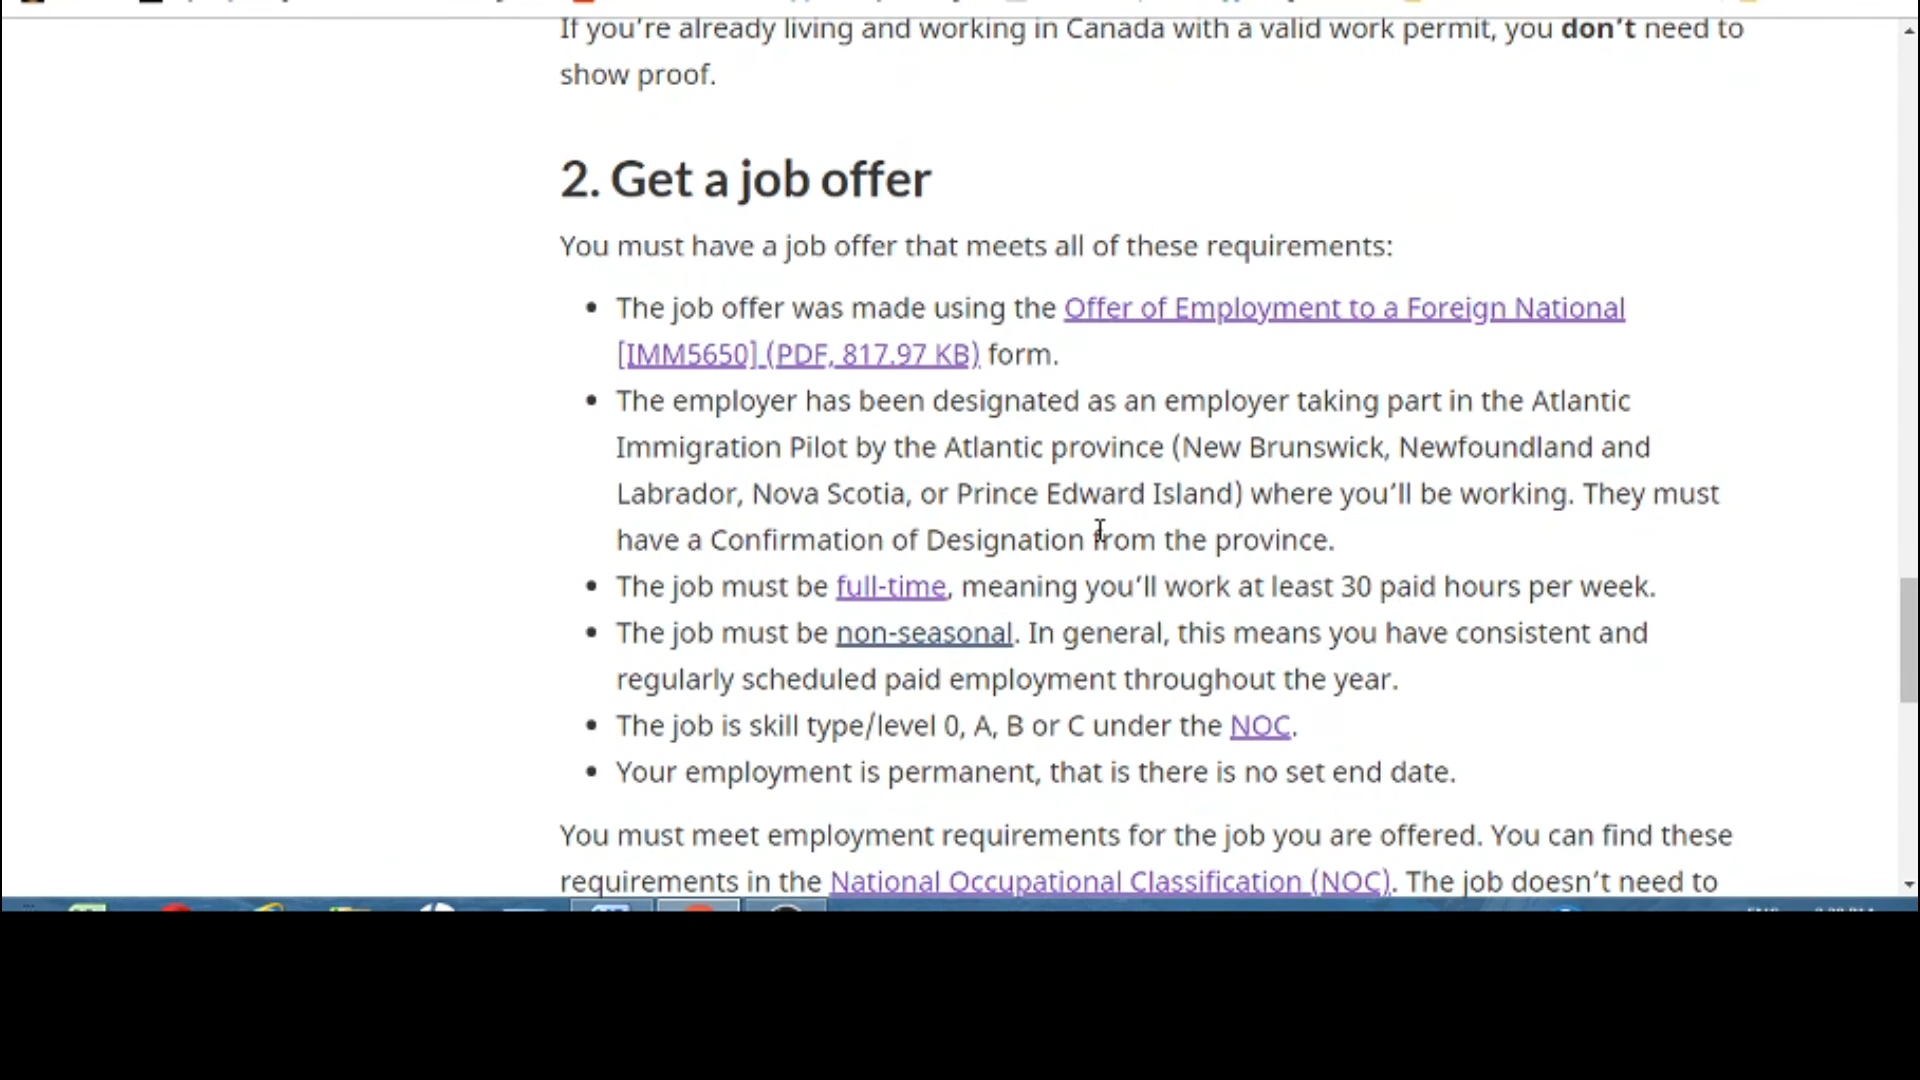 If you’re already living and working in Canada with a valid work permit, you don’t need to
show proof.
2. Get a job offer
You must have a job offer that meets all of these requirements:
• The job offer was made using the Offer of Employment to a Foreign National
[IMM5650] (PDF, 817.97 KB) form.
• The employer has been designated as an employer taking part in the Atlantic
Immigration Pilot by the Atlantic province (New Brunswick, Newfoundland and
Labrador, Nova Scotia, or Prince Edward Island) where you’ll be working. They must
have a Confirmation of Designation from the province.
• The job must be full-time, meaning you’ll work at least 30 paid hours per week.
• The job must be non-seasonal. In general, this means you have consistent and
regularly scheduled paid employment throughout the year.
• The job is skill type/level 0, A, B or C under the NOC.
• Your employment is permanent, that is there is no set end date.
You must meet employment requirements for the job you are offered. You can find these
requirements in the National Occupational Classification (NOC). The job doesn’t need to